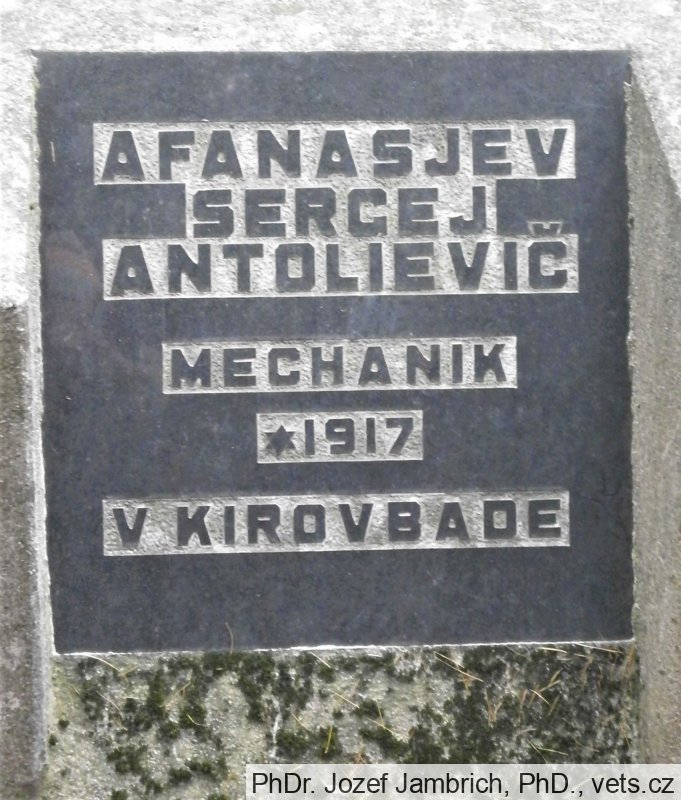 AFANASJEV
SERGEJ
ANTOLIEVIČ
MECHANIK
✶1917
V KIROVBADE
PhDr. Jozef Jambrich, PhD., vets.cz